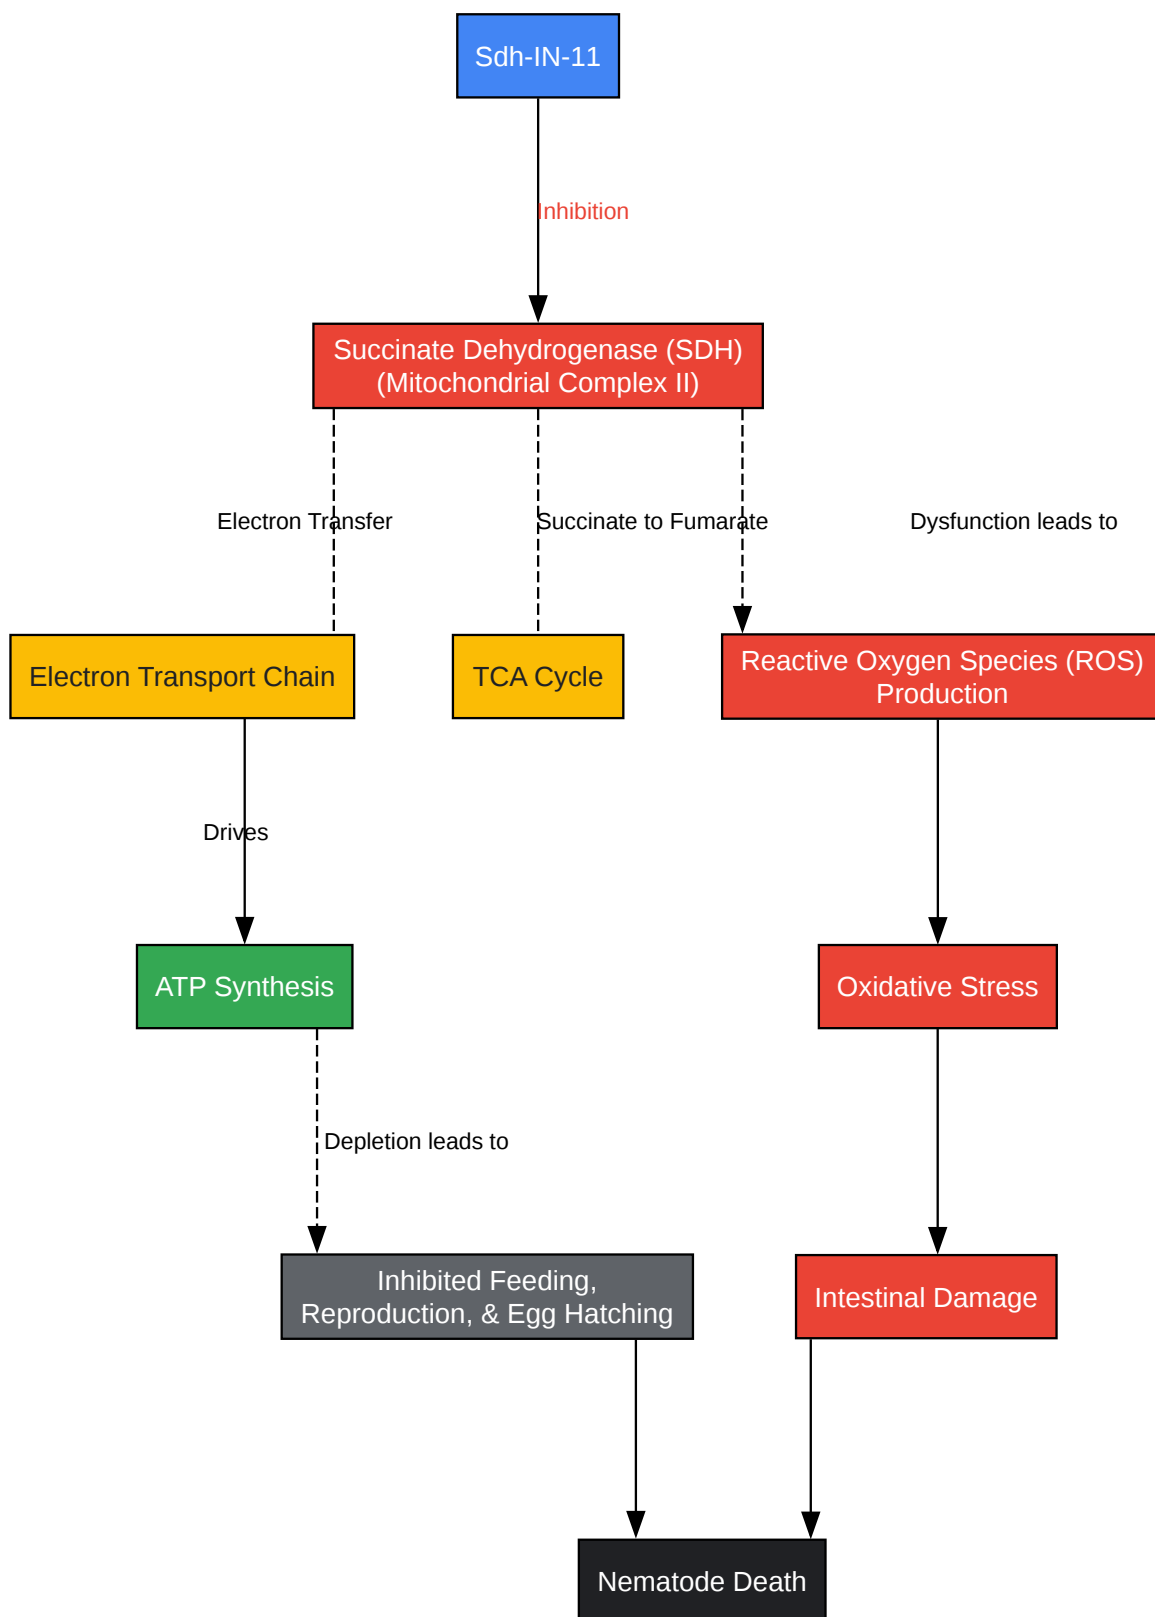 Sdh-IN-11
Inhibition
Succinate Dehydrogenase (SDH)
(Mitochondrial Complex II)
Electron Transfer
Succinate to Fumarate
Dysfunction leads to
Electron Transport Chain
TCA Cycle
Reactive Oxygen Species (ROS)
Production
Drives
ATP Synthesis
Oxidative Stress
Depletion leads to
Inhibited Feeding,
Reproduction, & Egg Hatching
Intestinal Damage
Nematode Death